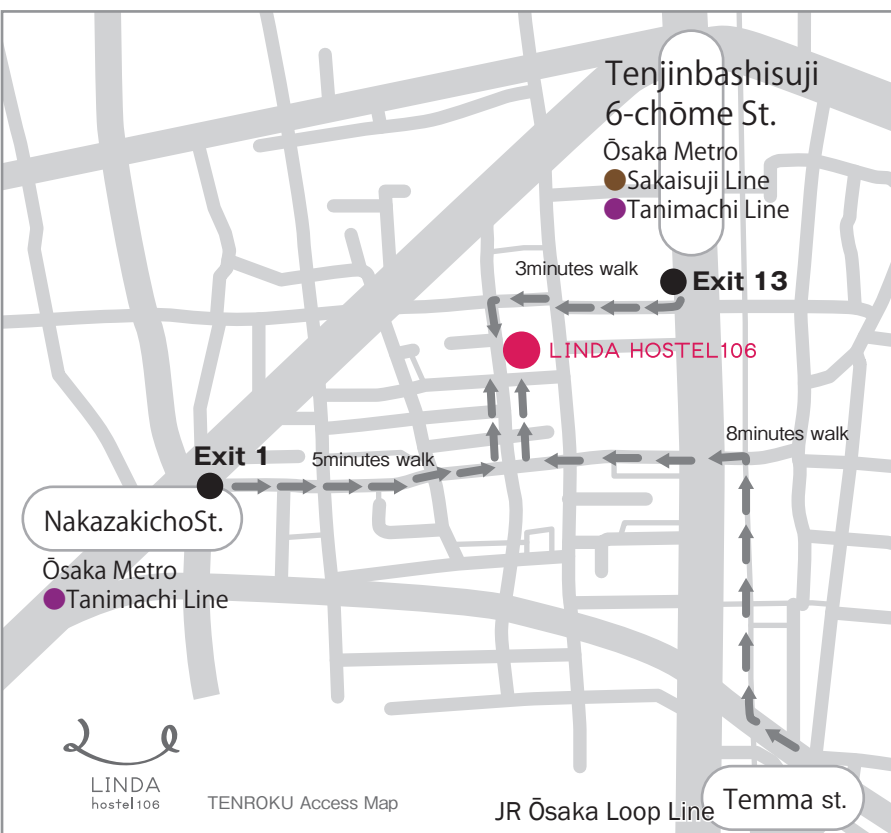 Tenjinbashisuji
6-chōme St.
Ōsaka Metro
Sakaisuji Line
Tanimachi Line
3minutes walk
Exit 13
LINDA HOSTEL106
8minutes walk
Exit 1
5minutes walk
NakazakichoSt.
Ōsaka Metro
Tanimachi Line
LINDA
hostel106
TENROKU Access Map
JR Ōsaka Loop Line
Temma st.